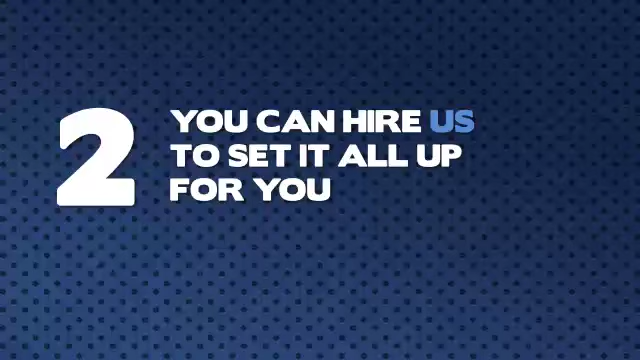 2
YOU CAN HIRE US
TO SET IT ALL UP
FOR YOU